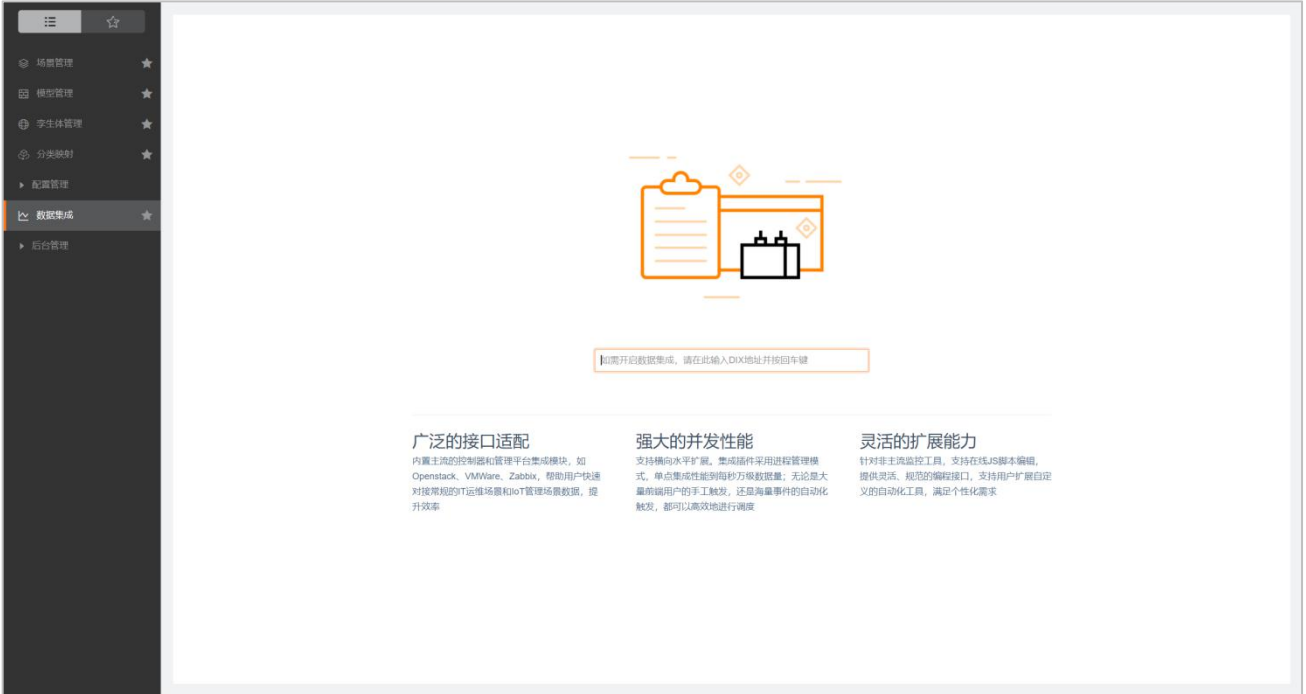 场景管理
模型管理
孪生体管理
分类映射
配置管理
数据集成
后台管理
如需开启数据集成，请在此输入DIX地址并按回车键
广泛的接口适配
内置主流的控制器和管理平台集成模块，如
Openstack、VMWare、Zabbix，帮助用户快速
对接常规的IT运维场景和IoT管理场景数据，提
升效率
强大的并发性能
支持横向水平扩展。集成插件采用进程管理模
式，单点集成性能到每秒万级数据量；无论是大
量前端用户的手工触发，还是海量事件的自动化
触发，都可以高效地进行调度
灵活的扩展能力
针对非主流监控工具，支持在线JS脚本编辑，
提供灵活、规范的编程接口，支持用户扩展自定
义的自动化工具，满足个性化需求